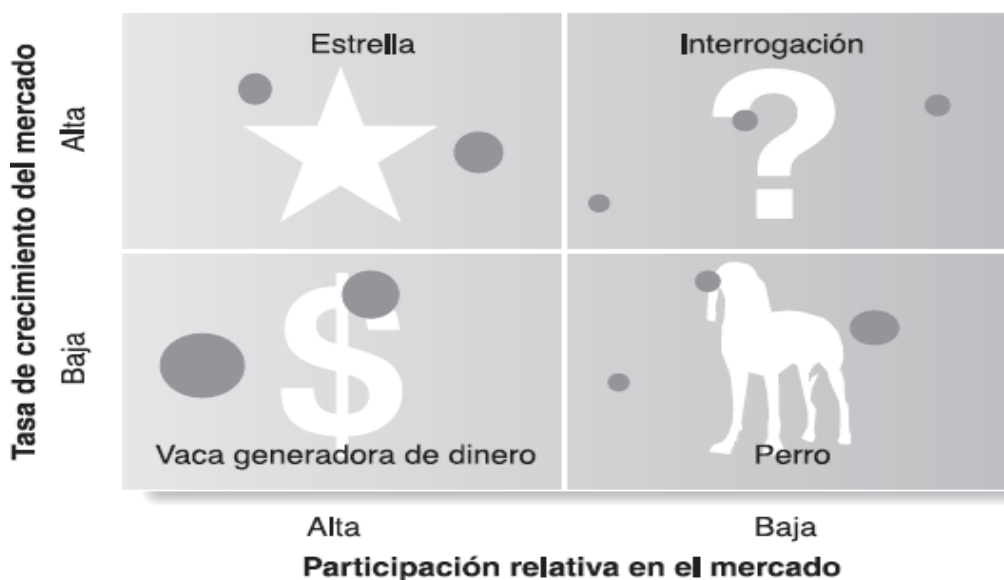 Estrella
Interrogación
Tasa de crecimiento del mercado
Alta
Baja
$
?
Vaca generadora de dinero
Perro
Alta
Baja
Participación relativa en el mercado